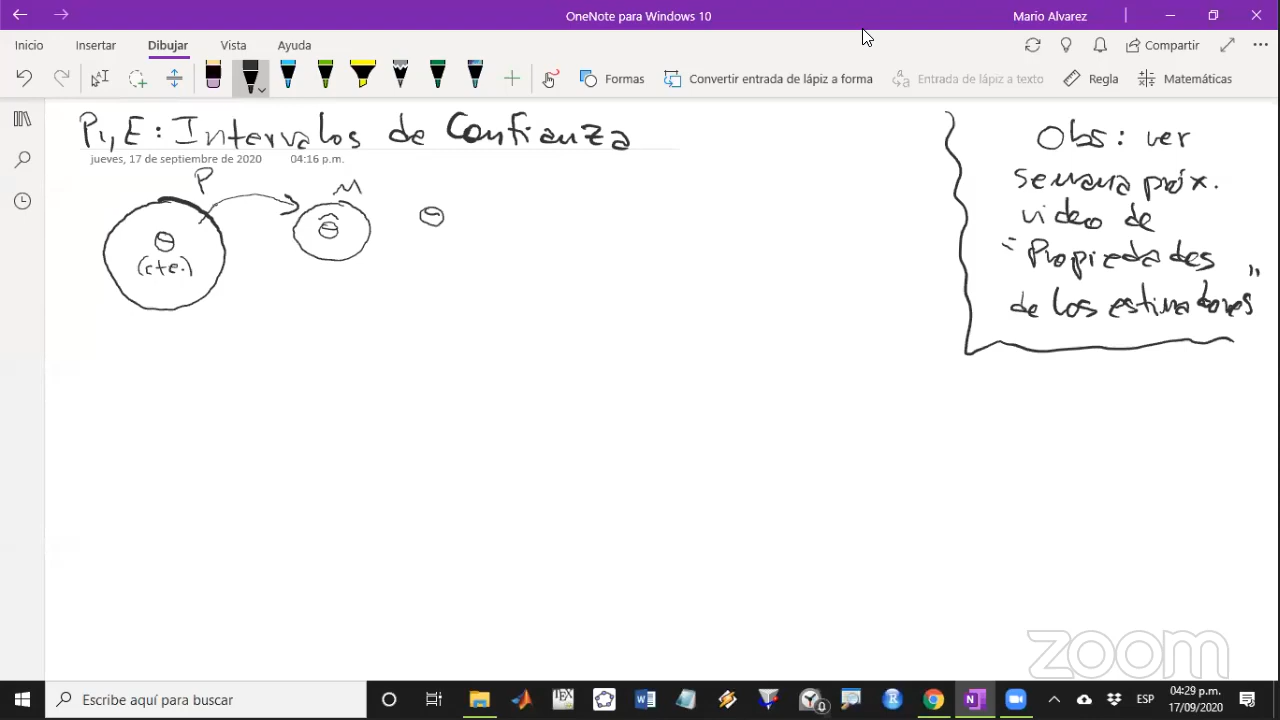 OneNote para Windows 10
Mario Alvarez
Inicio
Insertar
Dibujar
Vista
Ayuda
Compartir
Formas
Convertir entrada de lápiz a forma
Entrada de lápiz a texto
Regla
Matemáticas
P1, E: Intervalos de Confianza
jueves, 17 de septiembre de 2020
04:16 p.m.
P
M
θ
(cte.)
θ̂
θ
Obs: ver
semana próx.
video de
"Propiedades
de los estimadores"
zoom
Escribe aquí para buscar
ESP
04:29 p.m.
17/09/2020